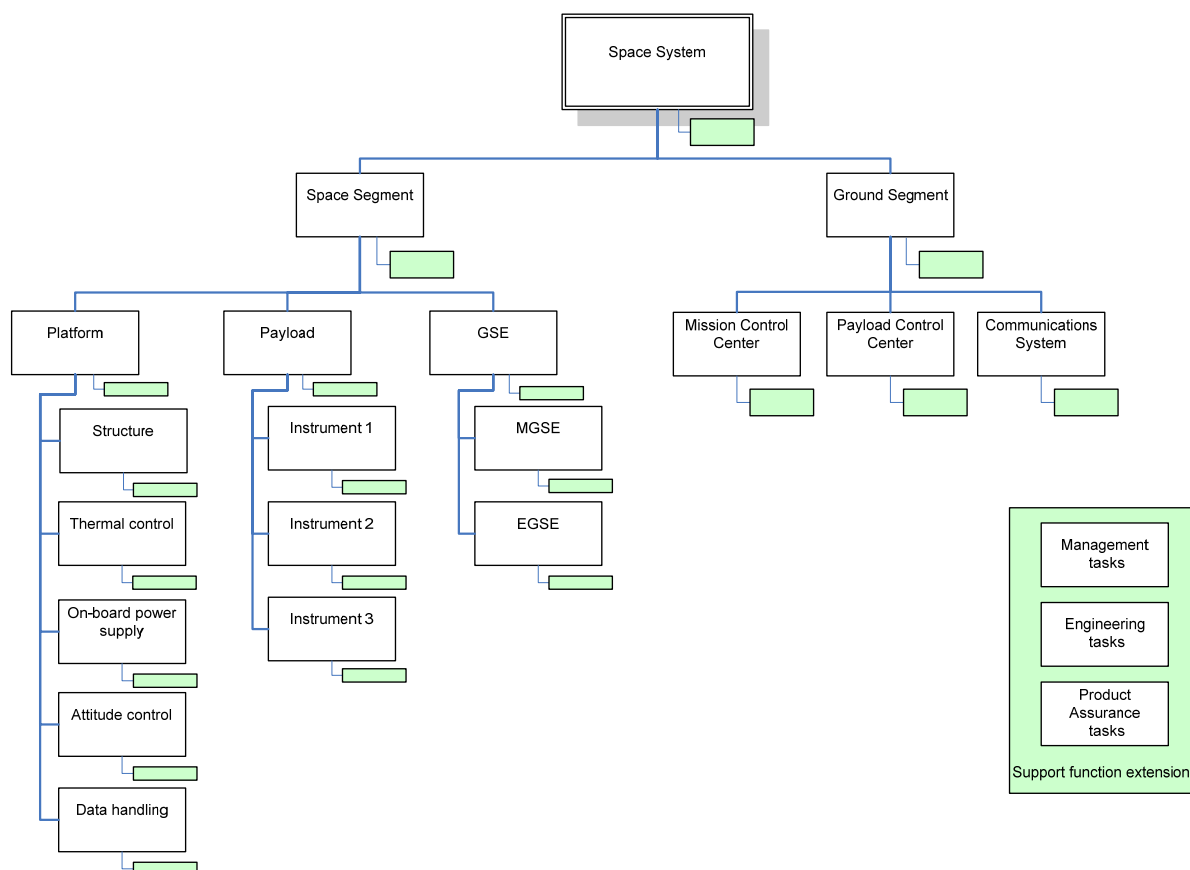 Space System
Space Segment
Ground Segment
Platform
Payload
GSE
Mission Control
Center
Payload Control
Center
Communications
System
Structure
Instrument 1
MGSE
Thermal control
Instrument 2
EGSE
On-board power
supply
Instrument 3
Attitude control
Data handling
Management
tasks
Engineering
tasks
Product
Assurance
tasks
Support function extension